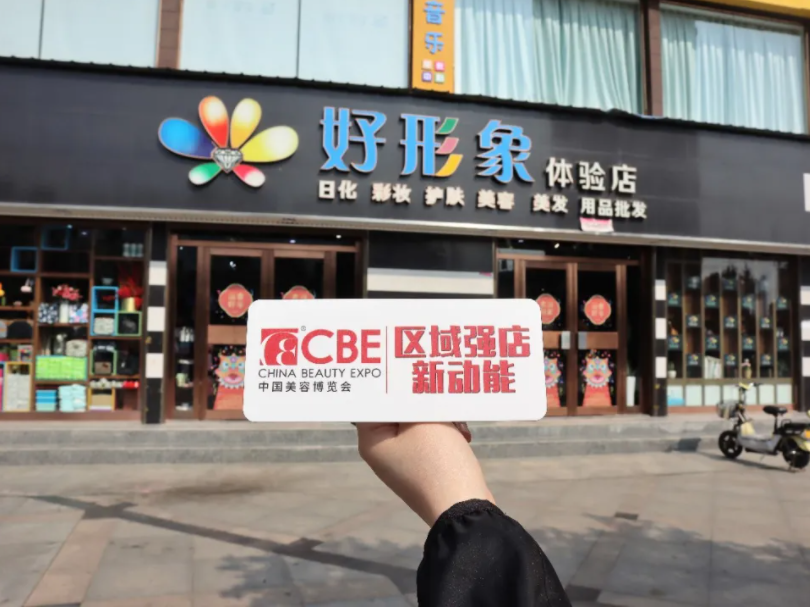 音乐
好形象 体验店
日化 彩妆 护肤 美容 美发 用品批发
CBE
CHINA BEAUTY EXPO
中国美容博览会
区域强店
新动能